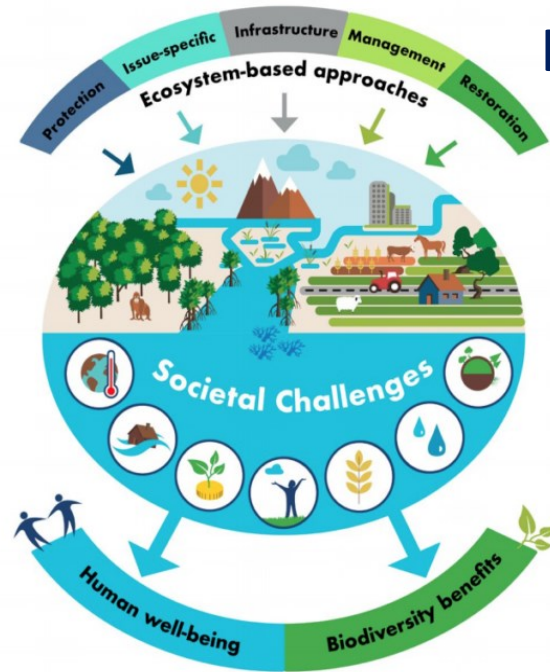 Protection
Issue-specific
Infrastructure
Management
Restoration
Ecosystem-based approaches
Societal Challenges
Human well-being
Biodiversity benefits